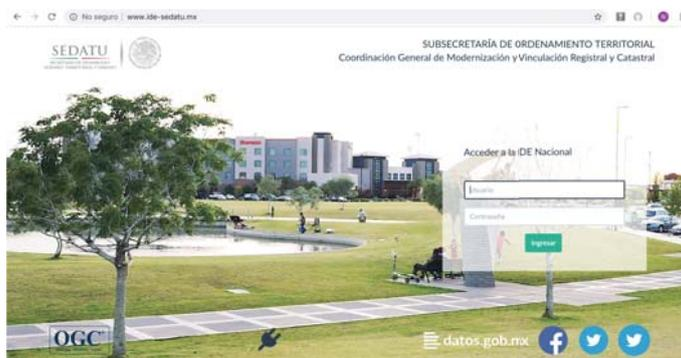 No seguro | www.ide-sedatu.mx
SEDATU
SUBSECRETARÍA DE ORDENAMIENTO TERRITORIAL
Coordinación General de Modernización y Vinculación Registral y Catastral
Acceder a la IDE Nacional
Usuario
Contraseña
Ingresar
OGC
datos.gob.mx